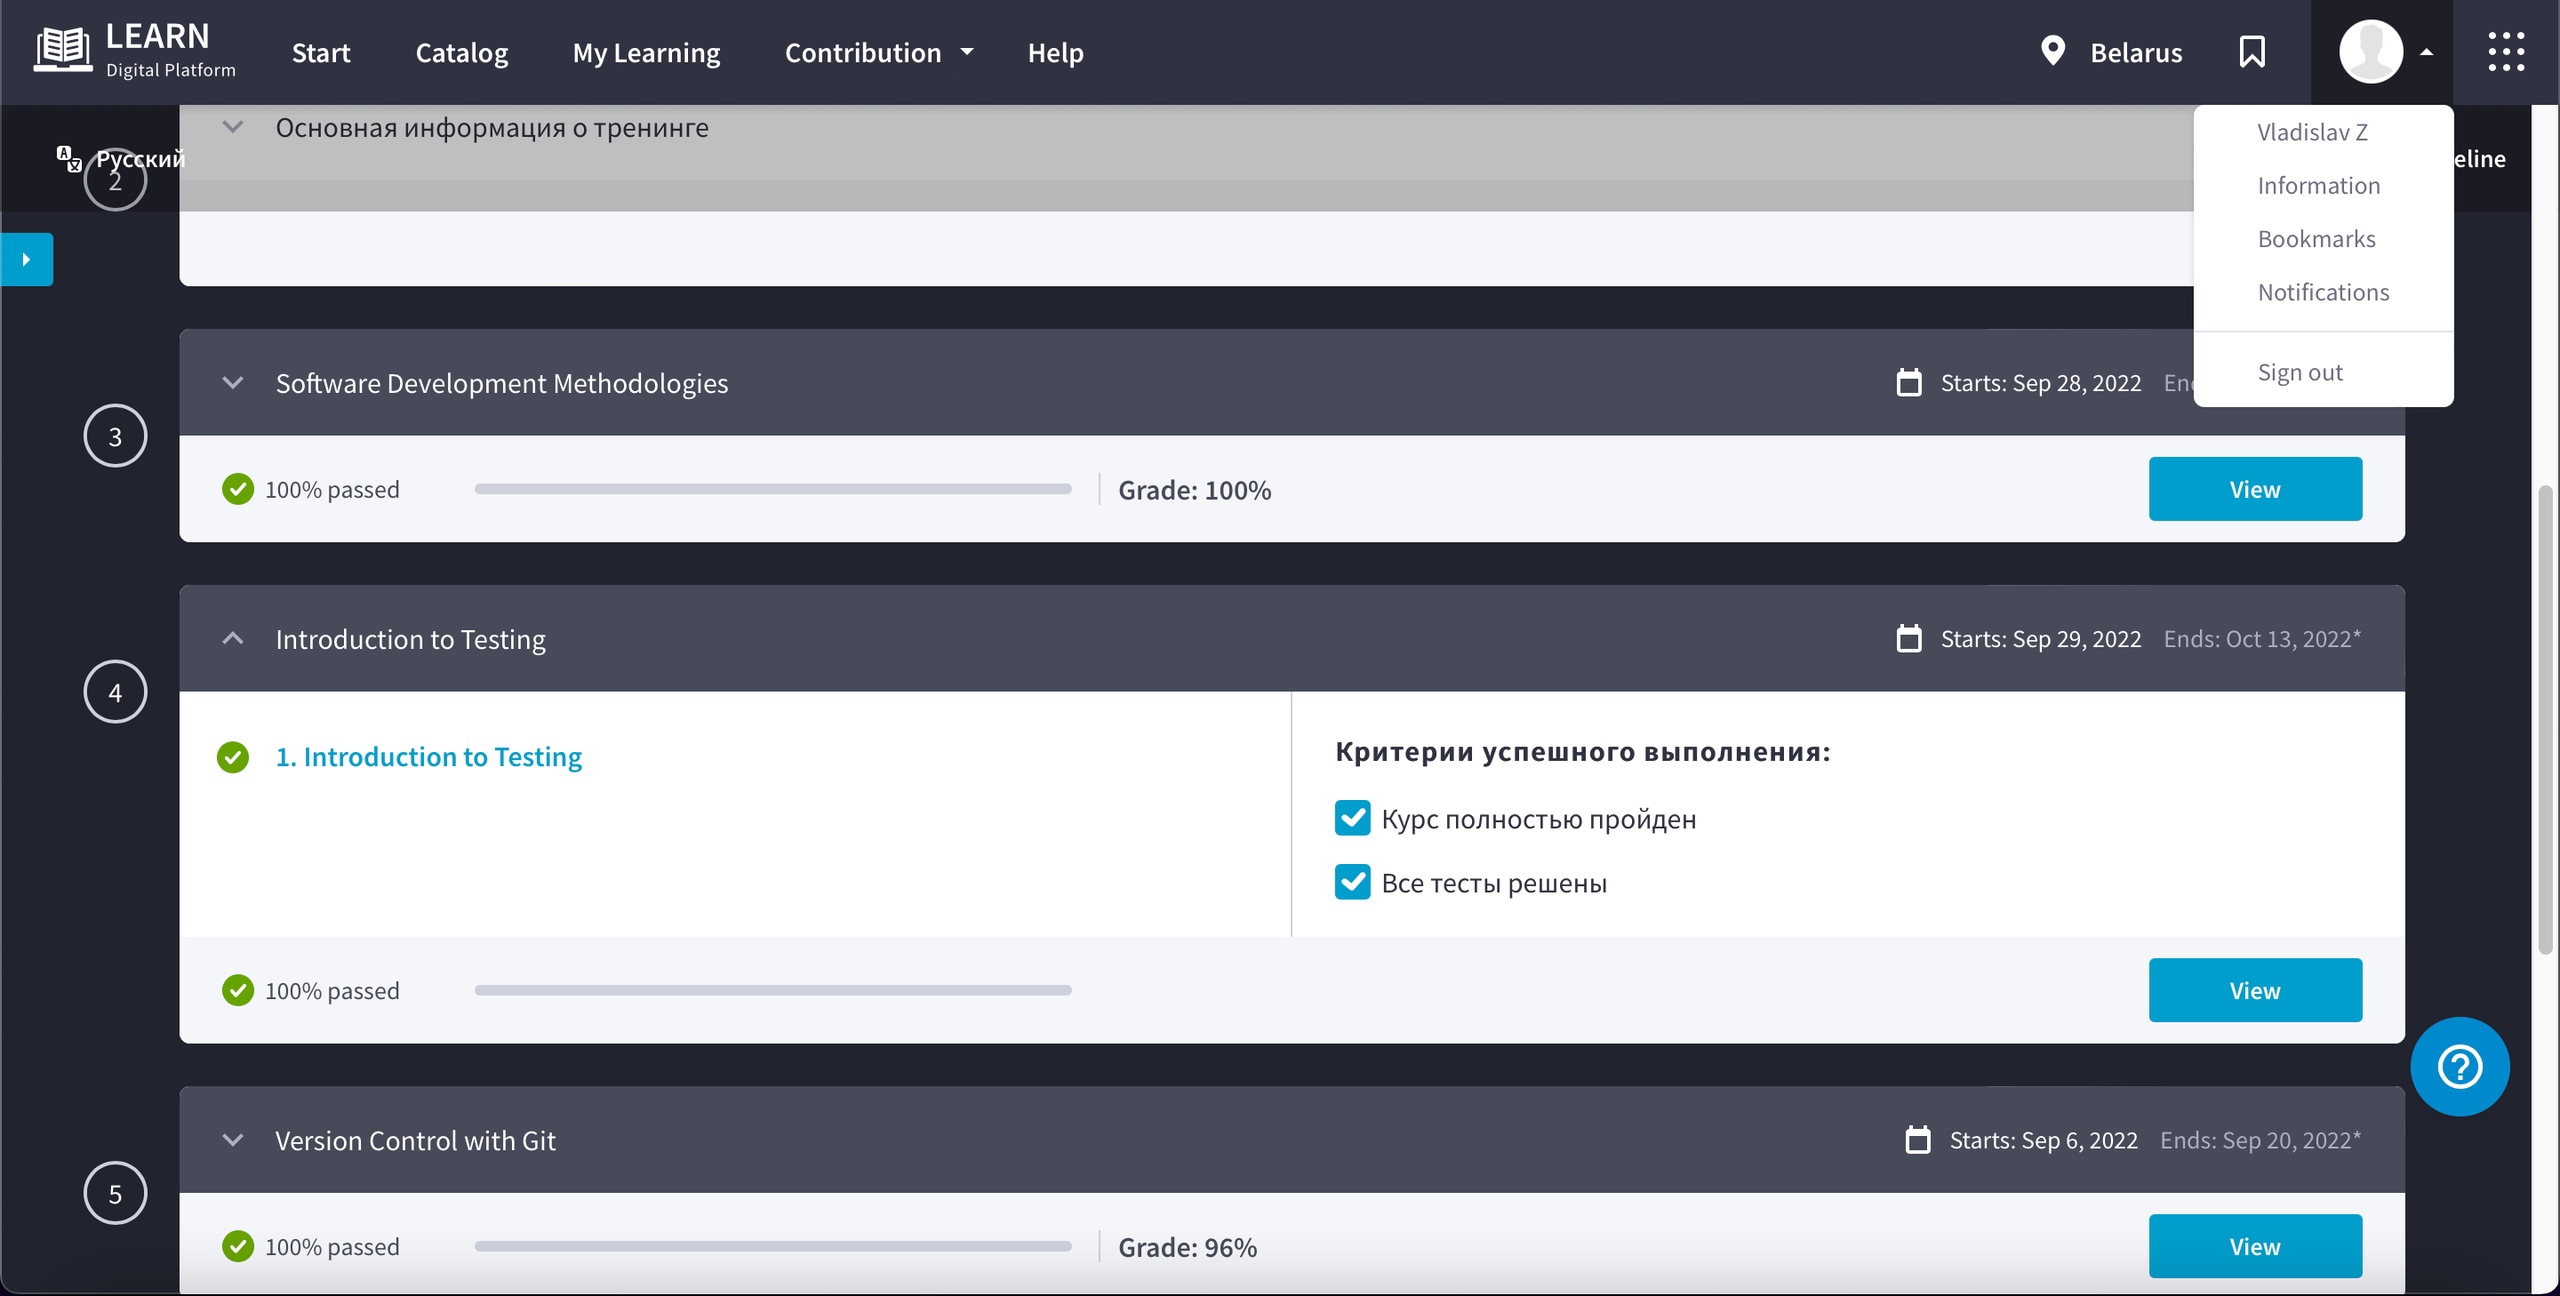 LEARN
Digital Platform
Start
Catalog
My Learning
Contribution
Help
Belarus
Основная информация о тренинге
Русский
2
Vladislav Z
Information
Bookmarks
Notifications
Sign out
eline
3
Software Development Methodologies
Starts: Sep 28, 2022
100% passed
Grade: 100%
View
4
Introduction to Testing
Starts: Sep 29, 2022 Ends: Oct 13, 2022*
1. Introduction to Testing
Критерии успешного выполнения:
Курс полностью пройден
Все тесты решены
100% passed
View
5
Version Control with Git
Starts: Sep 6, 2022 Ends: Sep 20, 2022*
100% passed
Grade: 96%
View